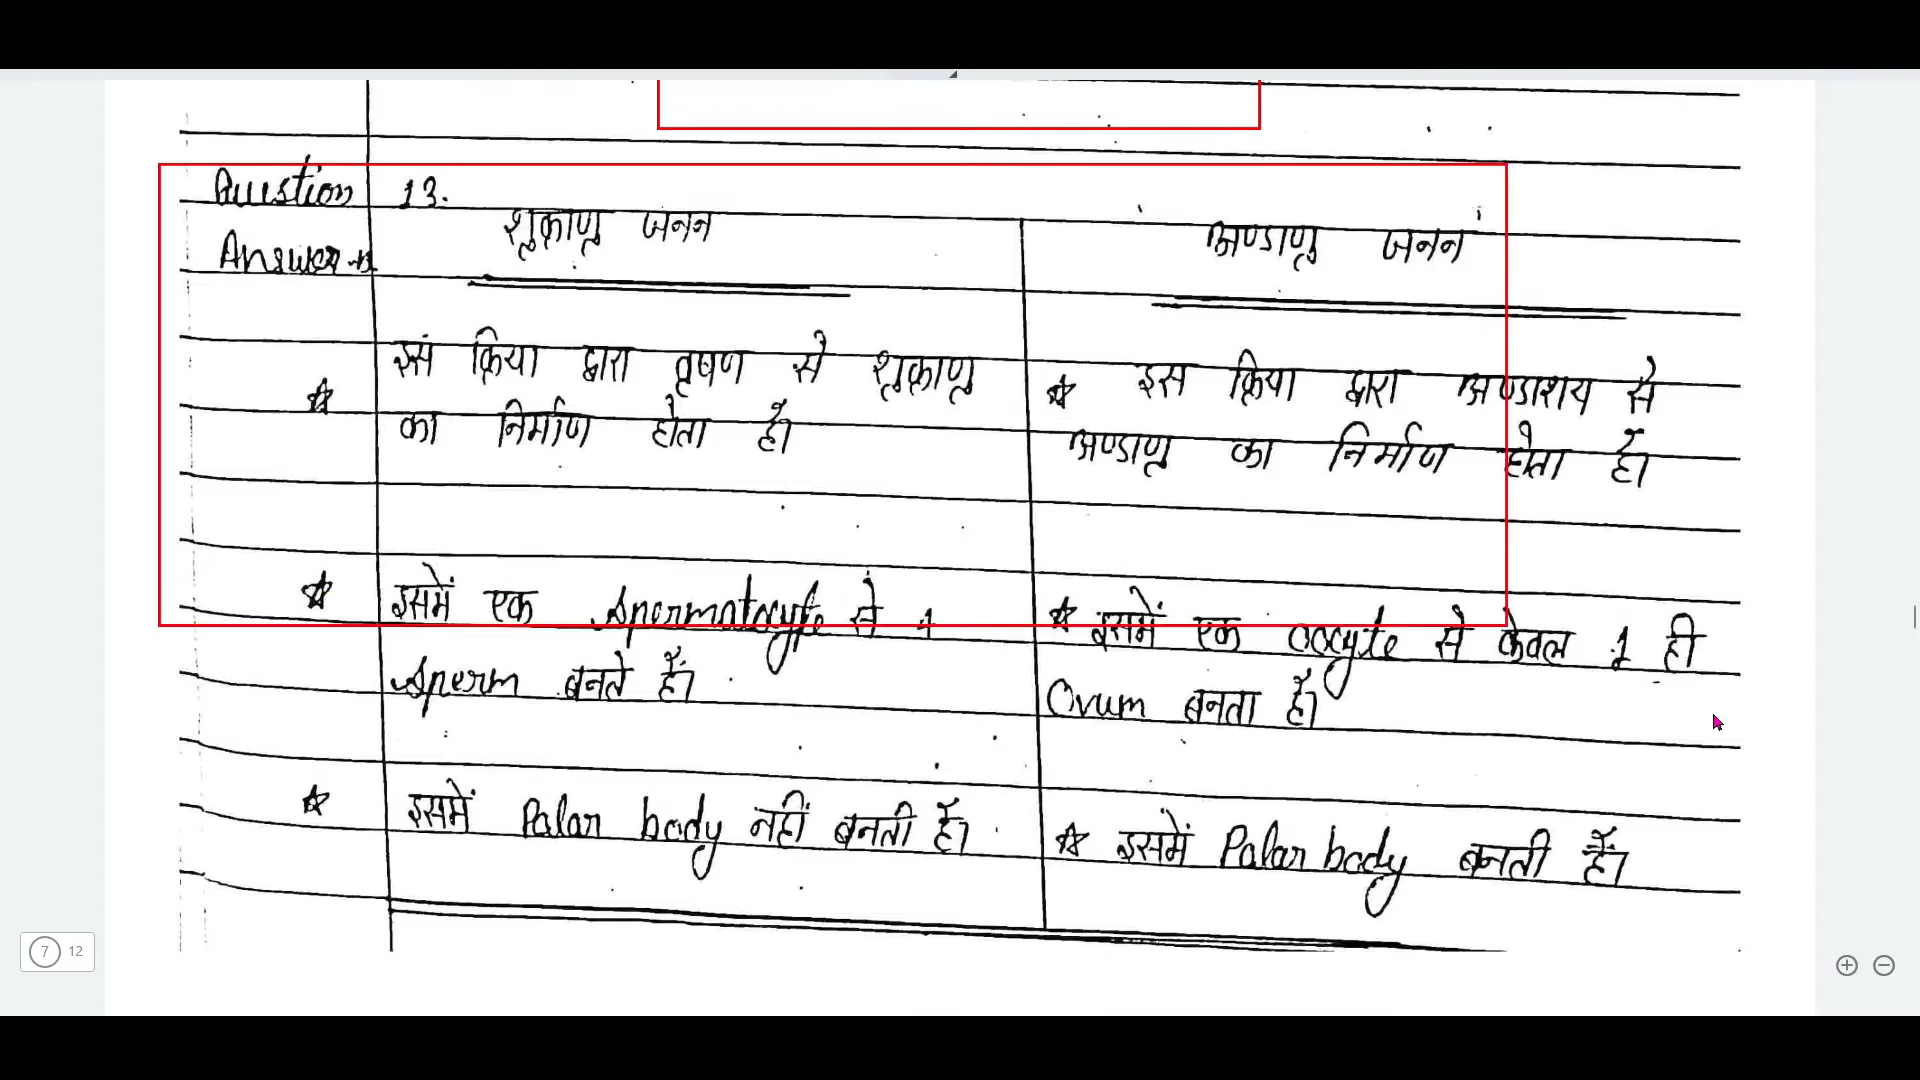 Question 13.
Answer →
शुक्राणु जनन
अण्डाणु जनन
☆ इस क्रिया द्वारा वृषण से शुक्राणु
का निर्माण होता है।
☆ इस क्रिया द्वारा अण्डाशय से
अण्डाणु का निर्माण होता है।
☆ इसमें एक Spermatocyte से 4
Sperm बनते हैं।
☆ इसमें एक oocyte से केवल 1 ही
Ovum बनता है।
☆ इसमें Polar body नहीं बनती है।
☆ इसमें Polar body बनती हैं।
7 12